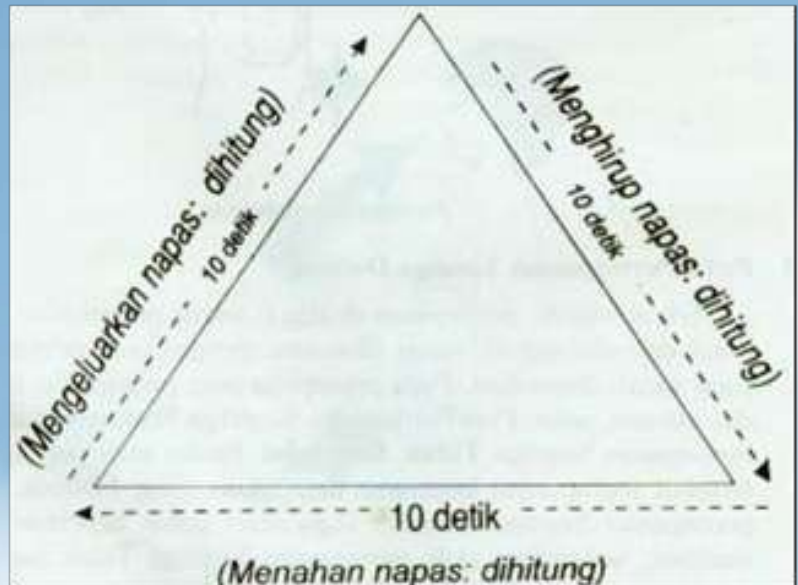 (Mengeluarkan napas: dihitung)
10 detik
(Menghirup napas: dihitung)
10 detik
10 detik
(Menahan napas: dihitung)